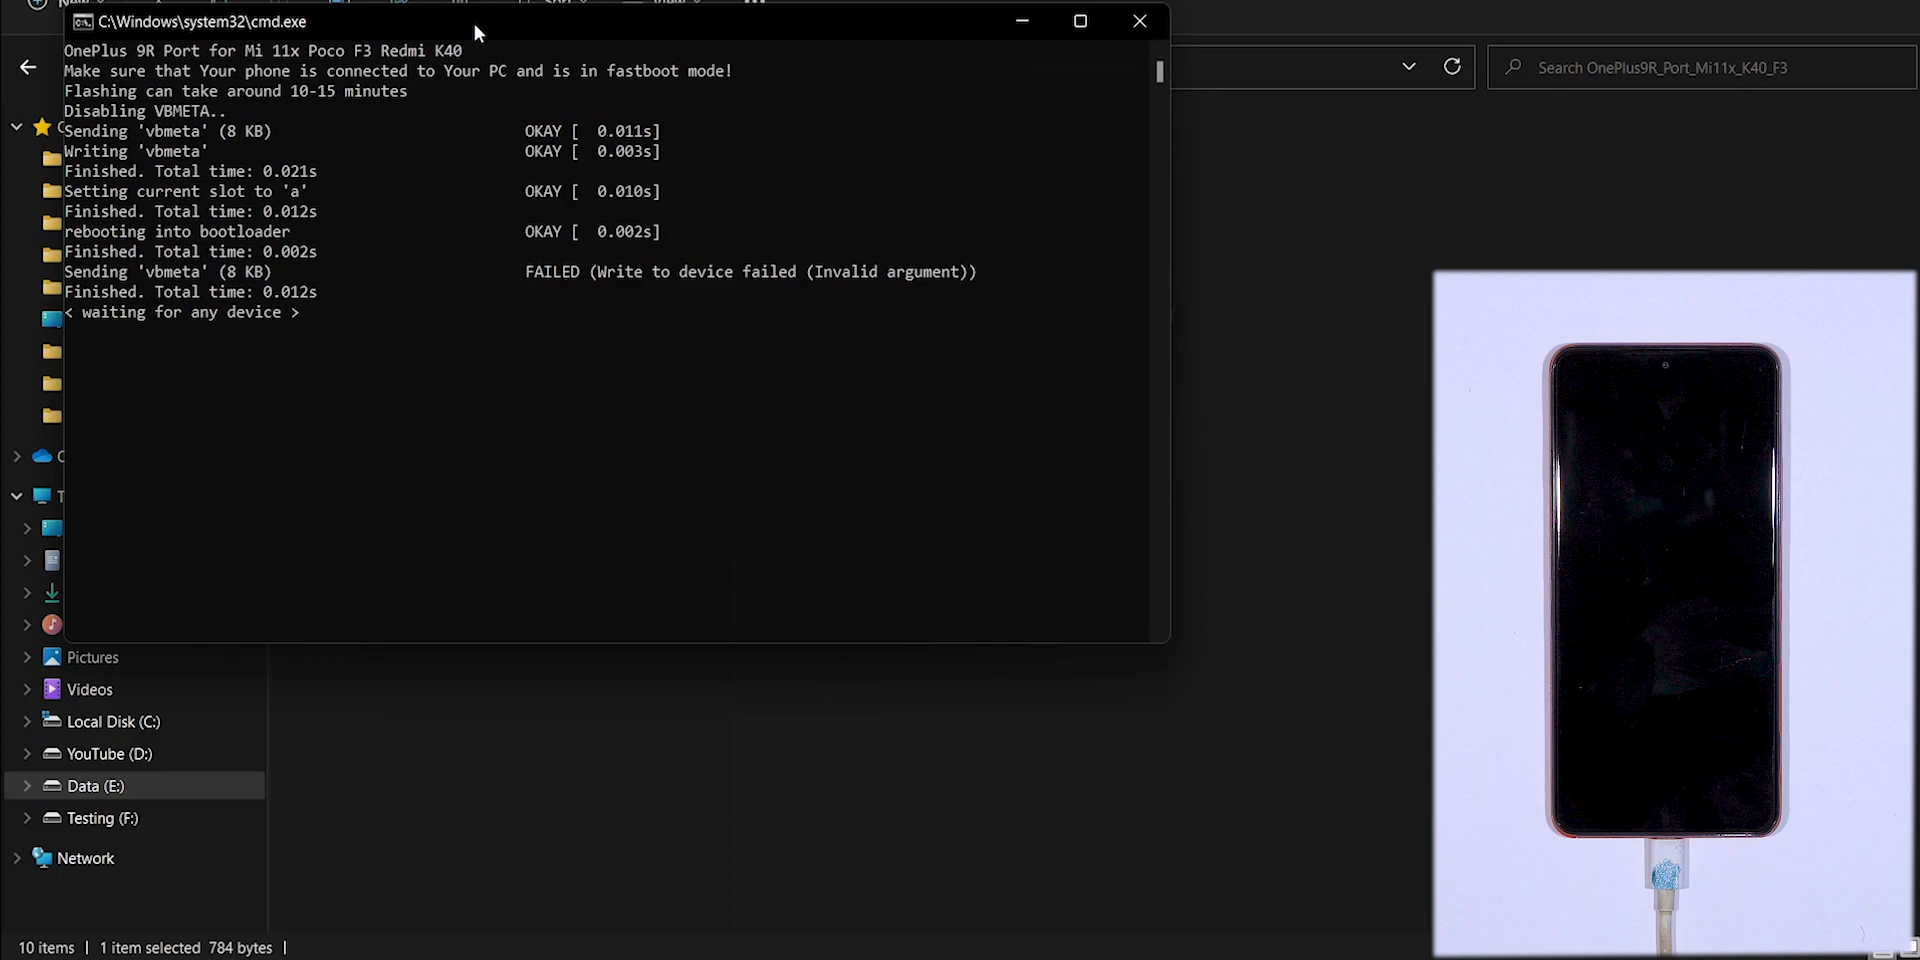 C:\Windows\system32\cmd.exe
OnePlus 9R Port for Mi 11x Poco F3 Redmi K40
Make sure that Your phone is connected to Your PC and is in fastboot mode!
Flashing can take around 10-15 minutes
Disabling VBMETA..
Sending 'vbmeta' (8 KB) OKAY [ 0.011s]
Writing 'vbmeta' OKAY [ 0.003s]
Finished. Total time: 0.021s
Setting current slot to 'a' OKAY [ 0.010s]
Finished. Total time: 0.012s
rebooting into bootloader OKAY [ 0.002s]
Finished. Total time: 0.002s
Sending 'vbmeta' (8 KB) FAILED (Write to device failed (Invalid argument))
Finished. Total time: 0.012s
< waiting for any device >
Search OnePlus9R_Port_Mi11x_K40_F3
Pictures
Videos
Local Disk (C:)
YouTube (D:)
Data (E:)
Testing (F:)
Network
10 items | 1 item selected 784 bytes |